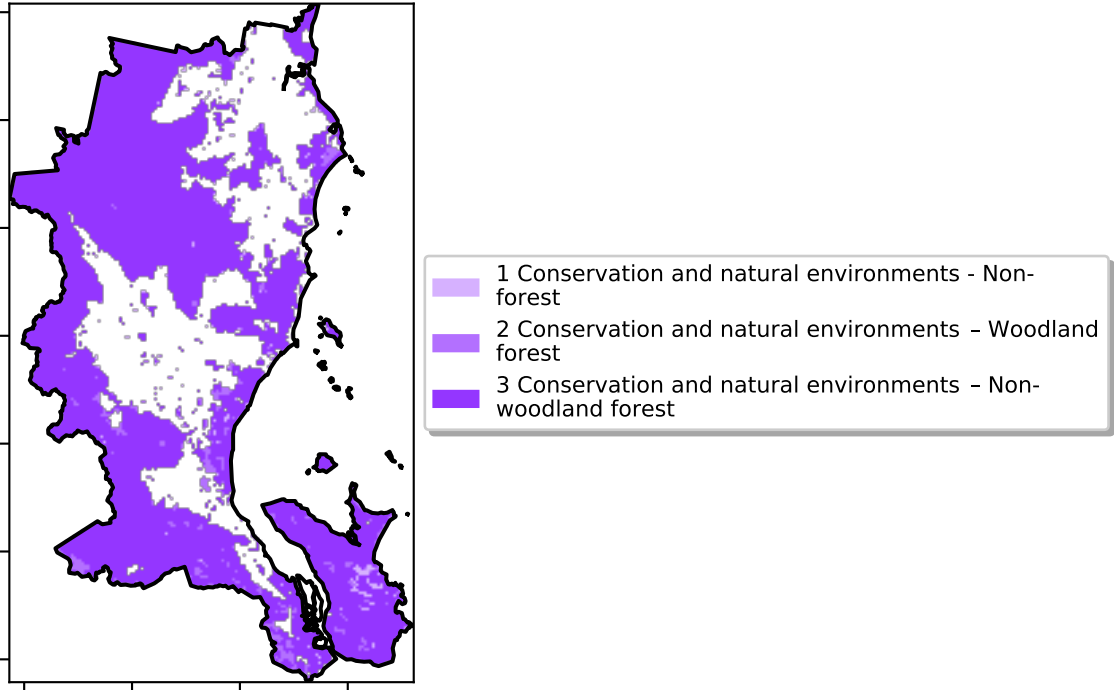 1 Conservation and natural environments - Non-
forest
2 Conservation and natural environments – Woodland
forest
3 Conservation and natural environments – Non-
woodland forest